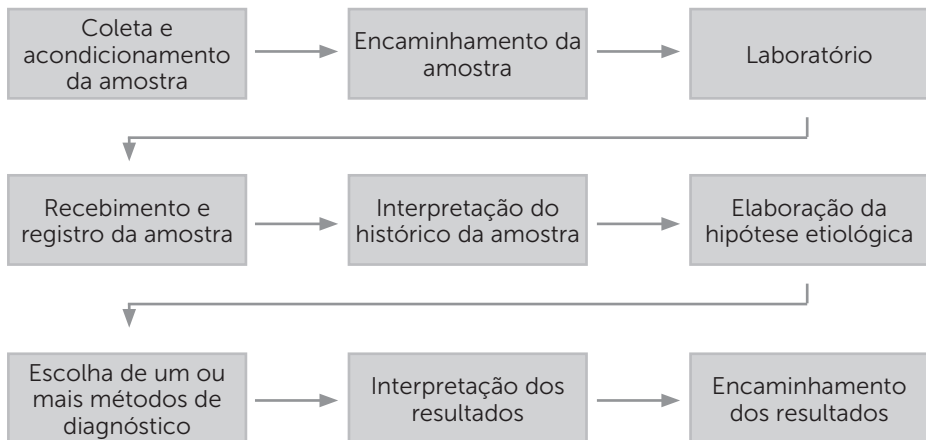 Coleta e
acondicionamento
da amostra
Encaminhamento da
amostra
Laboratório
Recebimento e
registro da amostra
Interpretação do
histórico da amostra
Elaboração da
hipótese etiológica
Escolha de um ou
mais métodos de
diagnóstico
Interpretação dos
resultados
Encaminhamento
dos resultados